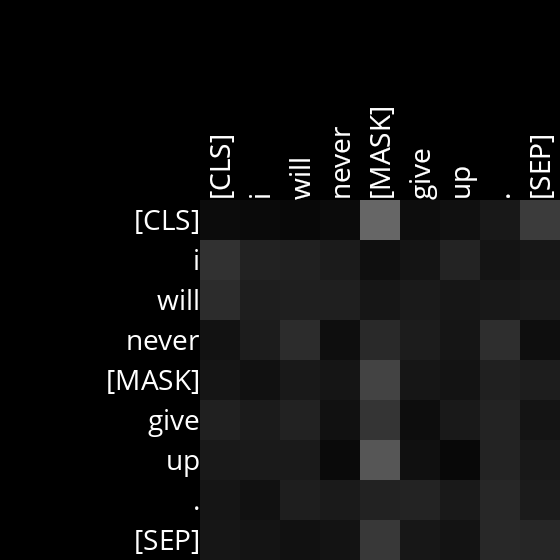 [CLS] i will never [MASK] give up . [SEP]
[CLS]
i
will
never
[MASK]
give
up
.
[SEP]